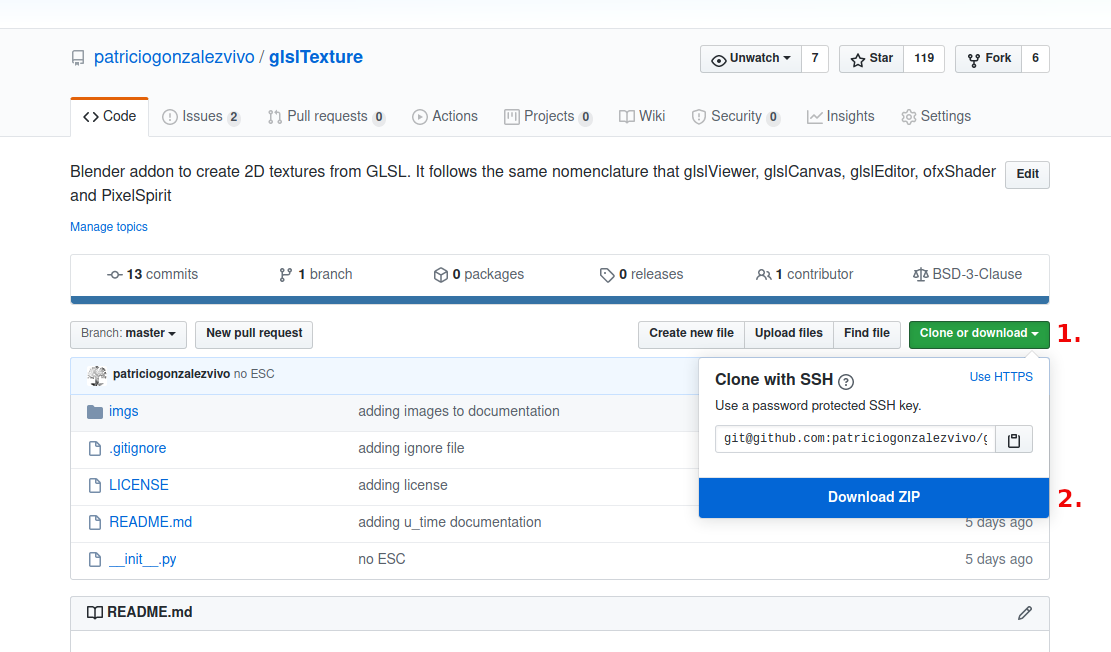 patriciogonzalezvivo / glslTexture
Unwatch 7 Star 119 Fork 6
Code Issues 2 Pull requests 0 Actions Projects 0 Wiki Security 0 Insights Settings
Blender addon to create 2D textures from GLSL. It follows the same nomenclature that glslViewer, glslCanvas, glslEditor, ofxShader
and PixelSpirit
Edit
Manage topics
13 commits 1 branch 0 packages 0 releases 1 contributor BSD-3-Clause
Branch: master New pull request Create new file Upload files Find file Clone or download 1.
patriciogonzalezvivo no ESC
imgs adding images to documentation
.gitignore adding ignore file
LICENSE adding license
README.md adding u_time documentation 5 days ago
__init__.py no ESC 5 days ago
Clone with SSH ? Use HTTPS
Use a password protected SSH key.
git@github.com:patriciogonzalezvivo/g
Download ZIP 2.
README.md